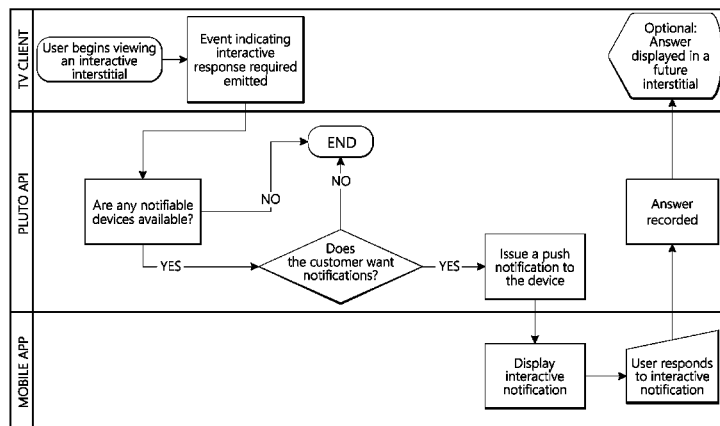 TV CLIENT
User begins viewing
an interactive
interstitial
Event indicating
interactive
response required
emitted
Optional:
Answer
displayed in a
future
interstitial
PLUTO API
END
NO
NO
Are any notifiable
devices available?
YES
Does
the customer want
notifications?
YES
Issue a push
notification to
the device
Answer
recorded
MOBILE APP
Display
interactive
notification
User responds
to interactive
notification